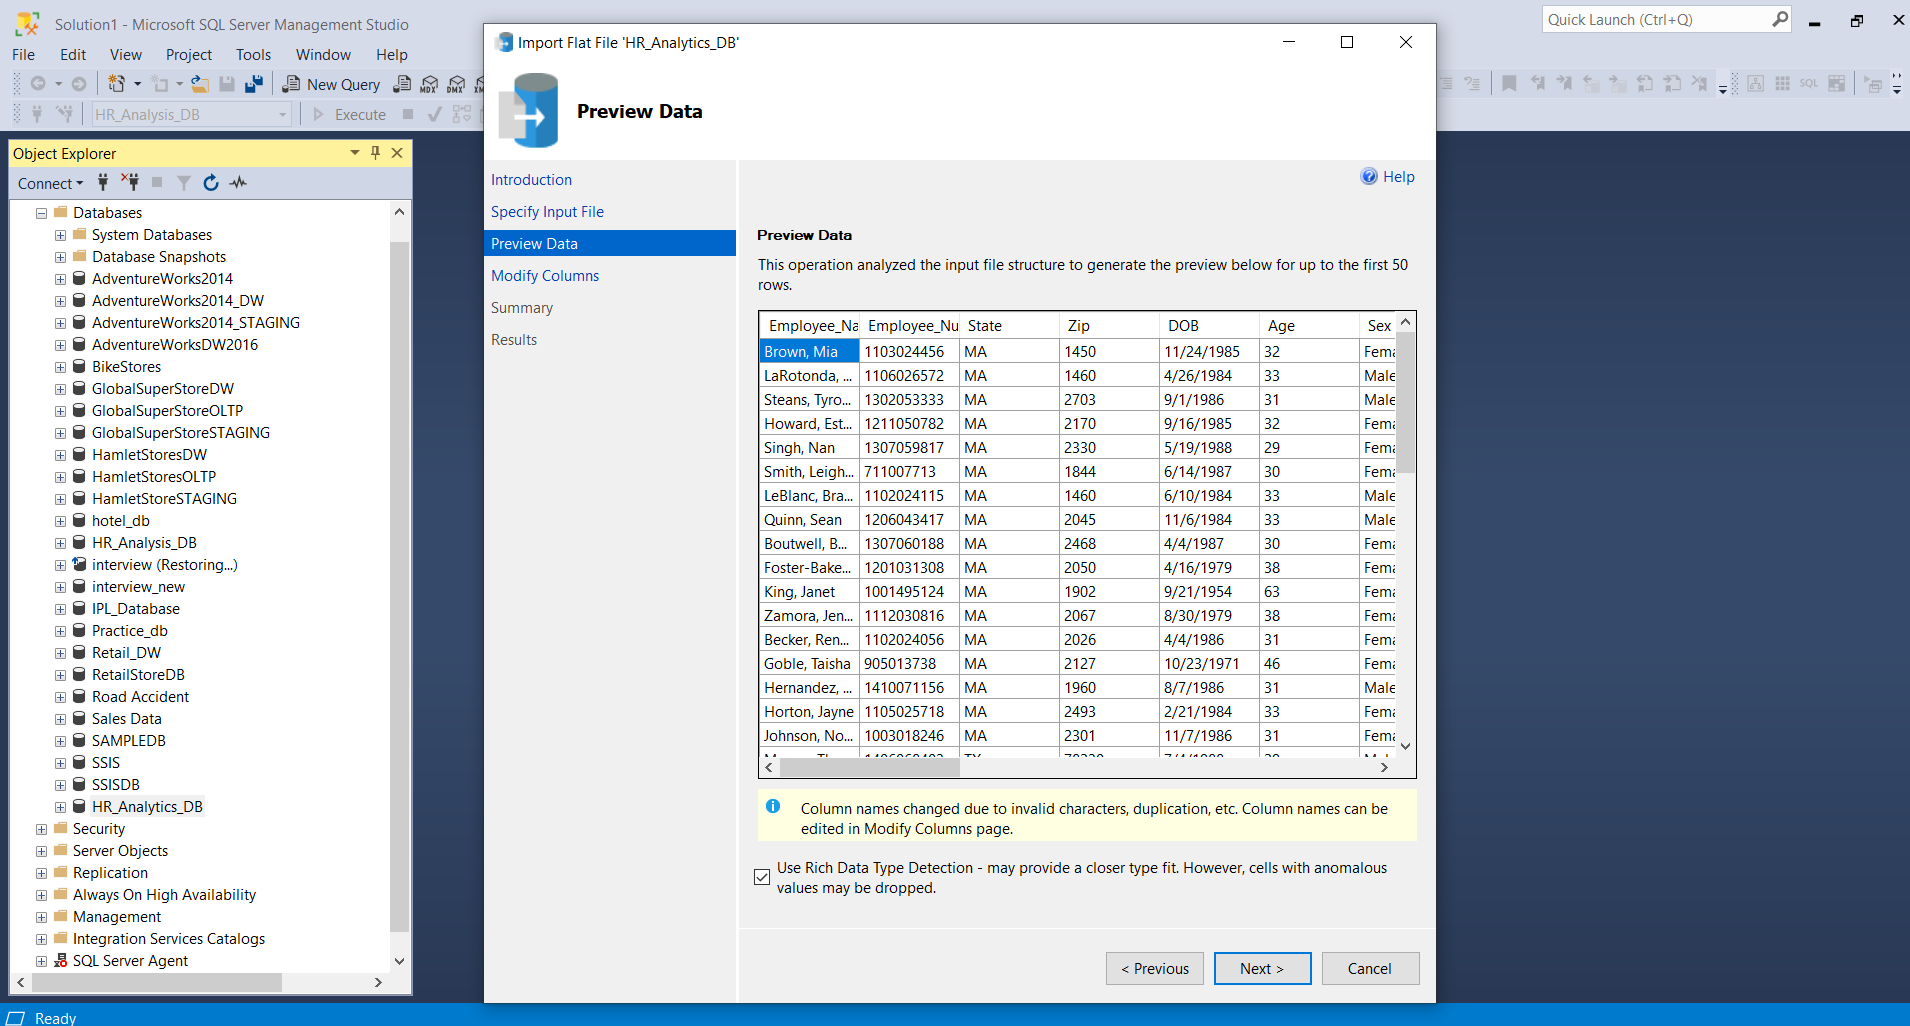 Solution1 - Microsoft SQL Server Management Studio
Quick Launch (Ctrl+Q)
File Edit View Project Tools Window Help
New Query
MDX DMX
SQL
HR_Analysis_DB
Execute
Object Explorer
Connect
Databases
System Databases
Database Snapshots
AdventureWorks2014
AdventureWorks2014_DW
AdventureWorks2014_STAGING
AdventureWorksDW2016
BikeStores
GlobalSuperStoreDW
GlobalSuperStoreOLTP
GlobalSuperStoreSTAGING
HamletStoresDW
HamletStoresOLTP
HamletStoreSTAGING
hotel_db
HR_Analysis_DB
interview (Restoring...)
interview_new
IPL_Database
Practice_db
Retail_DW
RetailStoreDB
Road Accident
Sales Data
SAMPLEDB
SSIS
SSISDB
HR_Analytics_DB
Security
Server Objects
Replication
Always On High Availability
Management
Integration Services Catalogs
SQL Server Agent
Ready
Import Flat File 'HR_Analytics_DB'
Preview Data
Introduction
Specify Input File
Preview Data
Modify Columns
Summary
Results
Help
Preview Data
This operation analyzed the input file structure to generate the preview below for up to the first 50
rows.
Employee_Na Employee_Nu State Zip DOB Age Sex
Brown, Mia 1103024456 MA 1450 11/24/1985 32 Fema
LaRotonda, ... 1106026572 MA 1460 4/26/1984 33 Male
Steans, Tyro... 1302053333 MA 2703 9/1/1986 31 Male
Howard, Est... 1211050782 MA 2170 9/16/1985 32 Fema
Singh, Nan 1307059817 MA 2330 5/19/1988 29 Fema
Smith, Leigh... 711007713 MA 1844 6/14/1987 30 Fema
LeBlanc, Bra... 1102024115 MA 1460 6/10/1984 33 Male
Quinn, Sean 1206043417 MA 2045 11/6/1984 33 Male
Boutwell, B... 1307060188 MA 2468 4/4/1987 30 Fema
Foster-Bake... 1201031308 MA 2050 4/16/1979 38 Fema
King, Janet 1001495124 MA 1902 9/21/1954 63 Fema
Zamora, Jen... 1112030816 MA 2067 8/30/1979 38 Fema
Becker, Ren... 1102024056 MA 2026 4/4/1986 31 Fema
Goble, Taisha 905013738 MA 2127 10/23/1971 46 Fema
Hernandez, ... 1410071156 MA 1960 8/7/1986 31 Male
Horton, Jayne 1105025718 MA 2493 2/21/1984 33 Fema
Johnson, No... 1003018246 MA 2301 11/7/1986 31 Fema
Column names changed due to invalid characters, duplication, etc. Column names can be
edited in Modify Columns page.
Use Rich Data Type Detection - may provide a closer type fit. However, cells with anomalous
values may be dropped.
< Previous Next > Cancel